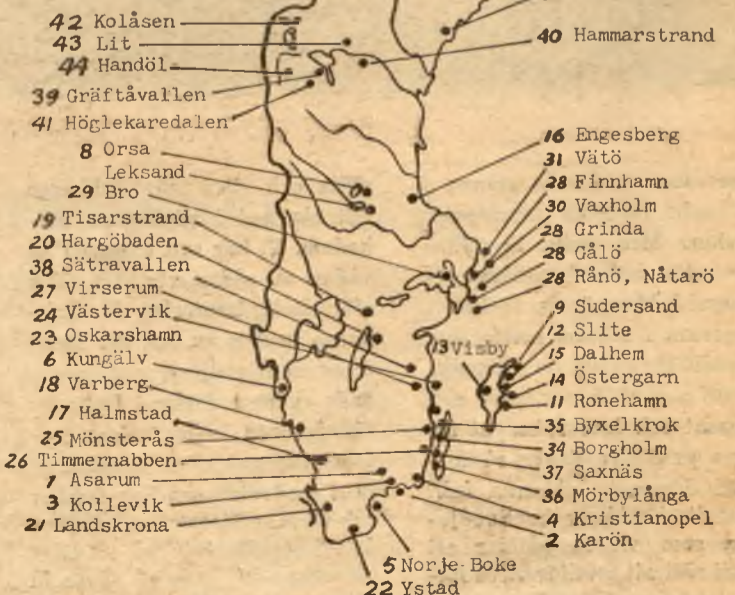 42 Kolåsen
43 Lit
44 Handöl
39 Gräftåvallen
41 Höglekaredalen
8 Orsa
Leksand
29 Bro
19 Tisarstrand
20 Hargöbaden
38 Sätravallen
27 Virserum
24 Västervik
23 Oskarshamn
6 Kungälv
18 Varberg
17 Halmstad
25 Mönsterås
26 Timmernabben
1 Asarum
3 Kollevik
21 Landskrona
40 Hammarstrand
16 Engesberg
31 Vätö
28 Finnhamn
30 Vaxholm
28 Grinda
28 Gålö
28 Rånö, Nåtarö
9 Sudersand
12 Slite
13 Visby
15 Dalhem
14 Östergarn
11 Ronehamn
35 Byxelkrok
34 Borgholm
37 Saxnäs
36 Mörbylånga
4 Kristianopel
2 Karön
5 Norje-Boke
22 Ystad